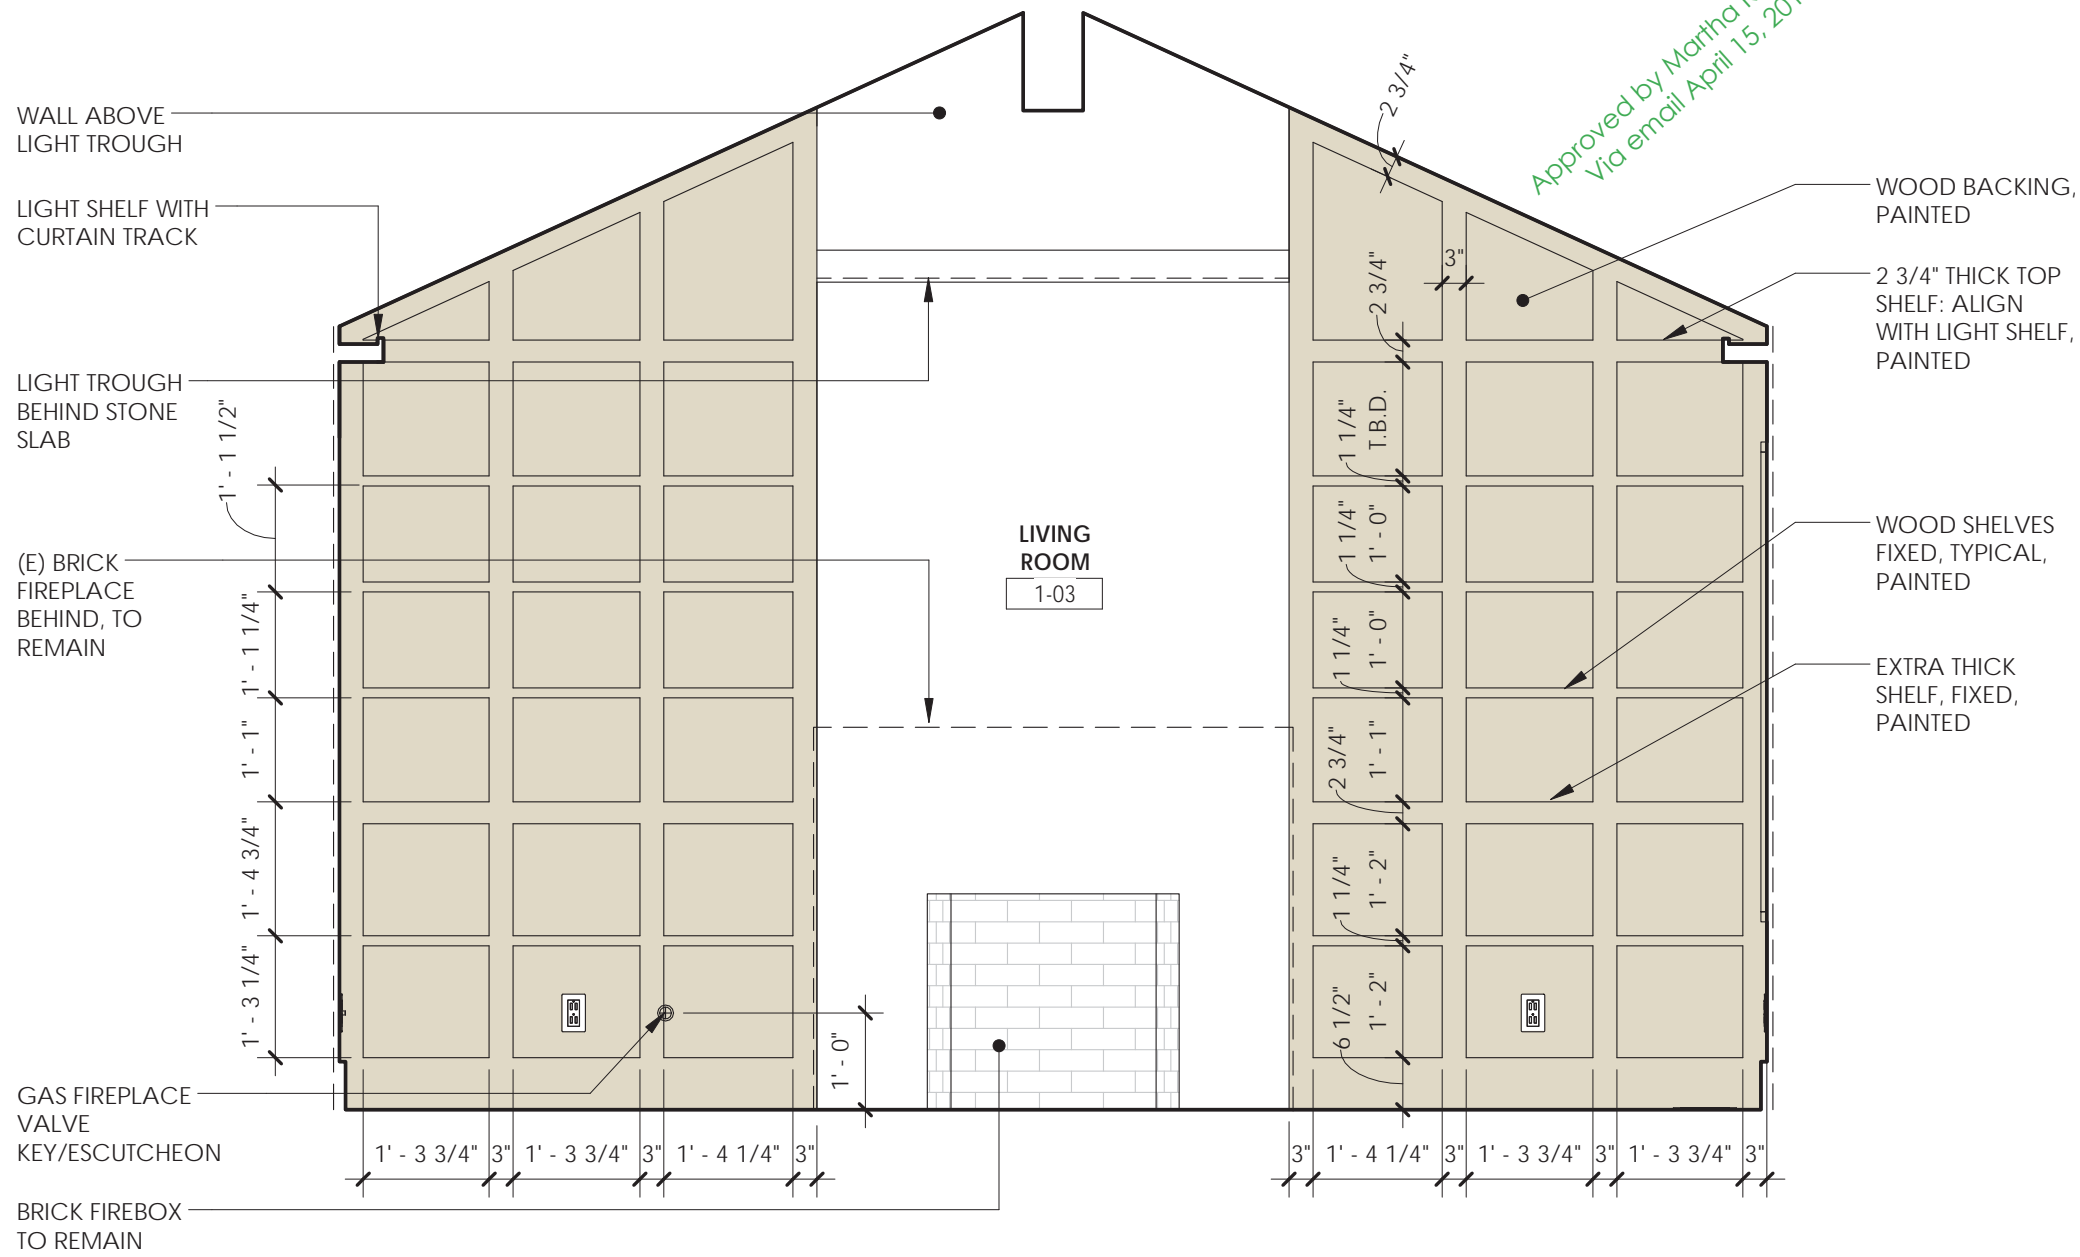 Approved by Martha
Via email April 15,
WALL ABOVE
LIGHT TROUGH
LIGHT SHELF WITH
CURTAIN TRACK
LIGHT TROUGH
BEHIND STONE
SLAB
(E) BRICK
FIREPLACE
BEHIND, TO
REMAIN
GAS FIREPLACE
VALVE
KEY/ESCUTCHEON
BRICK FIREBOX
TO REMAIN
1' - 1 1/2"
1' - 1 1/4"
1' - 1"
1' - 4 3/4"
1' - 3 1/4"
LIVING
ROOM
1-03
1' - 0"
2 3/4"
3"
2 3/4"
1 1/4"
T.B.D.
1 1/4"
1' - 0"
1 1/4"
1' - 0"
2 3/4"
1' - 1"
1 1/4"
1' - 2"
6 1/2"
1' - 2"
WOOD BACKING,
PAINTED
2 3/4" THICK TOP
SHELF: ALIGN
WITH LIGHT SHELF,
PAINTED
WOOD SHELVES
FIXED, TYPICAL,
PAINTED
EXTRA THICK
SHELF, FIXED,
PAINTED
1' - 3 3/4" 3" 1' - 3 3/4" 3" 1' - 4 1/4" 3"
3" 1' - 4 1/4" 3" 1' - 3 3/4" 3" 1' - 3 3/4" 3"